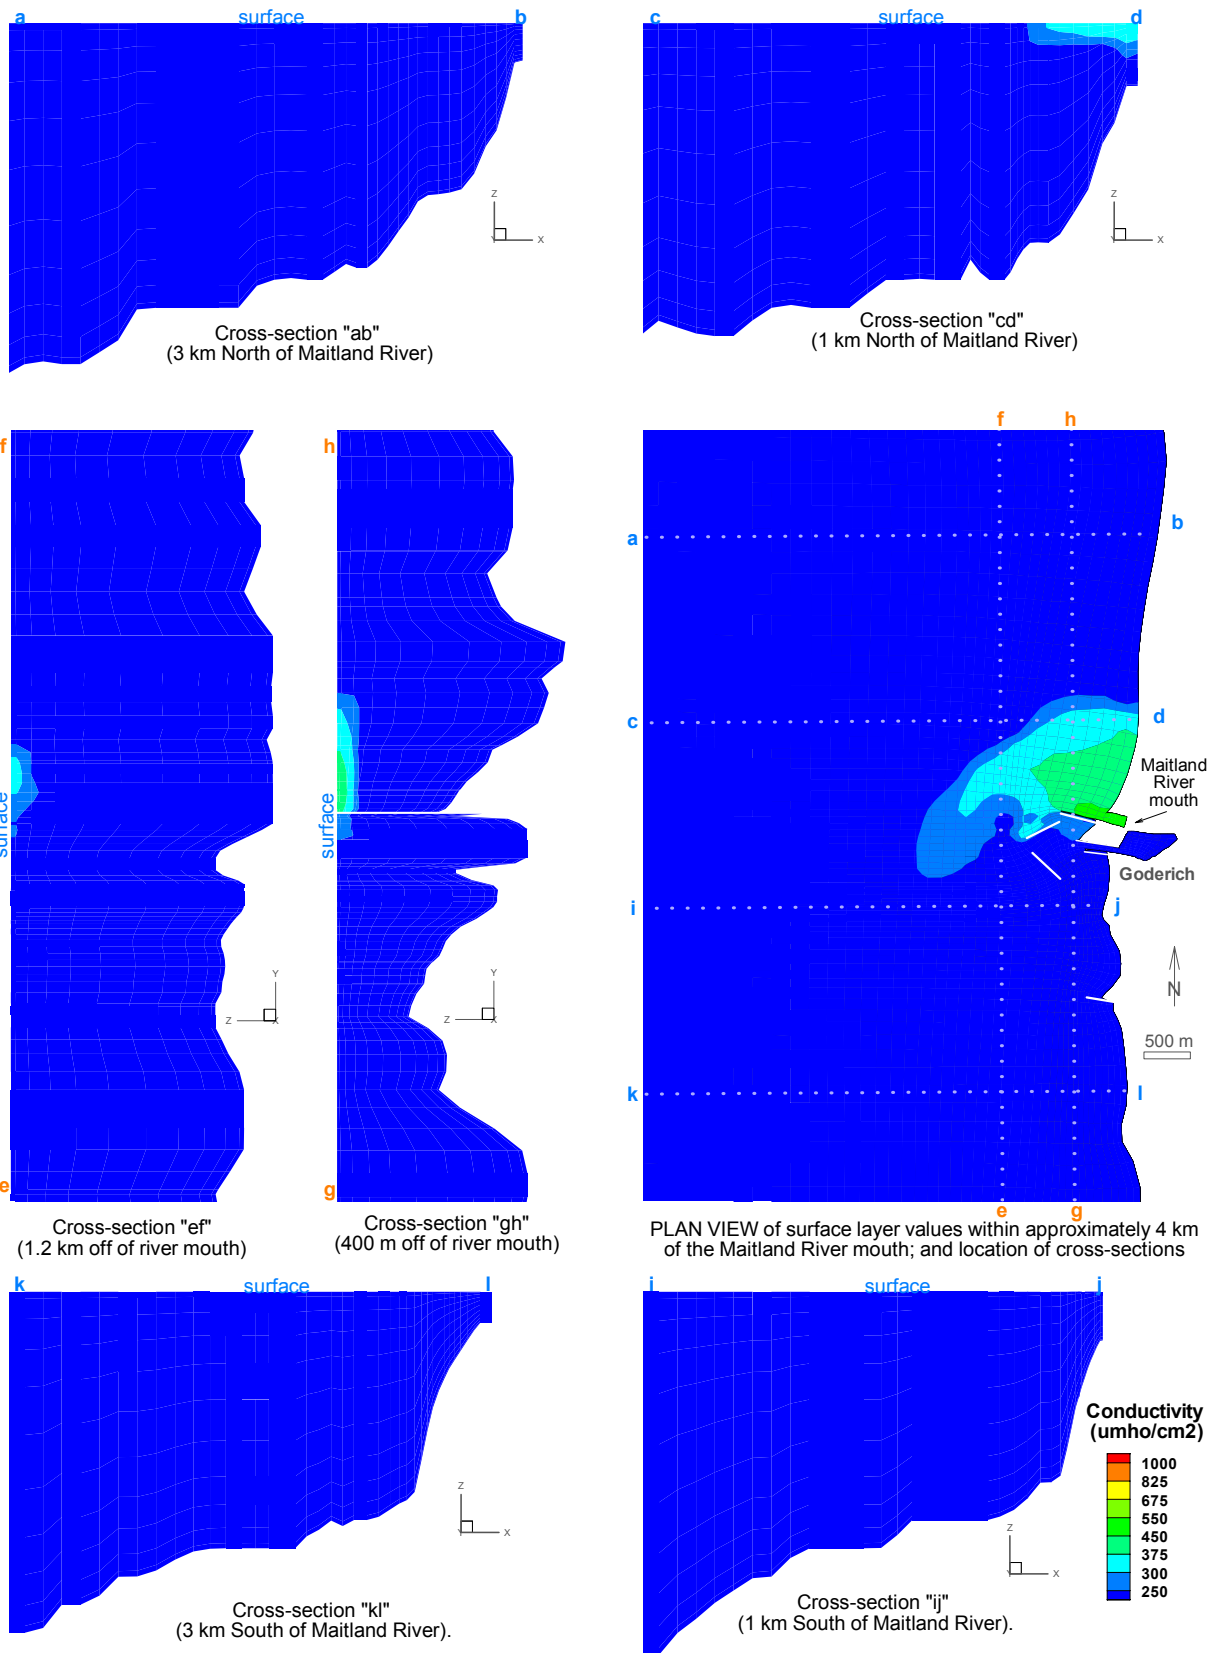 a
surface
b
Z
Y
X
Cross-section "ab"
(3 km North of Maitland River)
c
surface
d
Z
Y
X
Cross-section "cd"
(1 km North of Maitland River)
f
surface
Y
Z
X
e
Cross-section "ef"
(1.2 km off of river mouth)
h
surface
Y
Z
X
g
Cross-section "gh"
(400 m off of river mouth)
f
h
a
b
c
d
Maitland
River
mouth
Goderich
i
j
N
500 m
k
l
e
g
PLAN VIEW of surface layer values within approximately 4 km
of the Maitland River mouth; and location of cross-sections
k
surface
l
Z
Y
X
Cross-section "kl"
(3 km South of Maitland River).
i
surface
j
Z
Y
X
Cross-section "ij"
(1 km South of Maitland River).
Conductivity
(umho/cm2)
1000
825
675
550
450
375
300
250